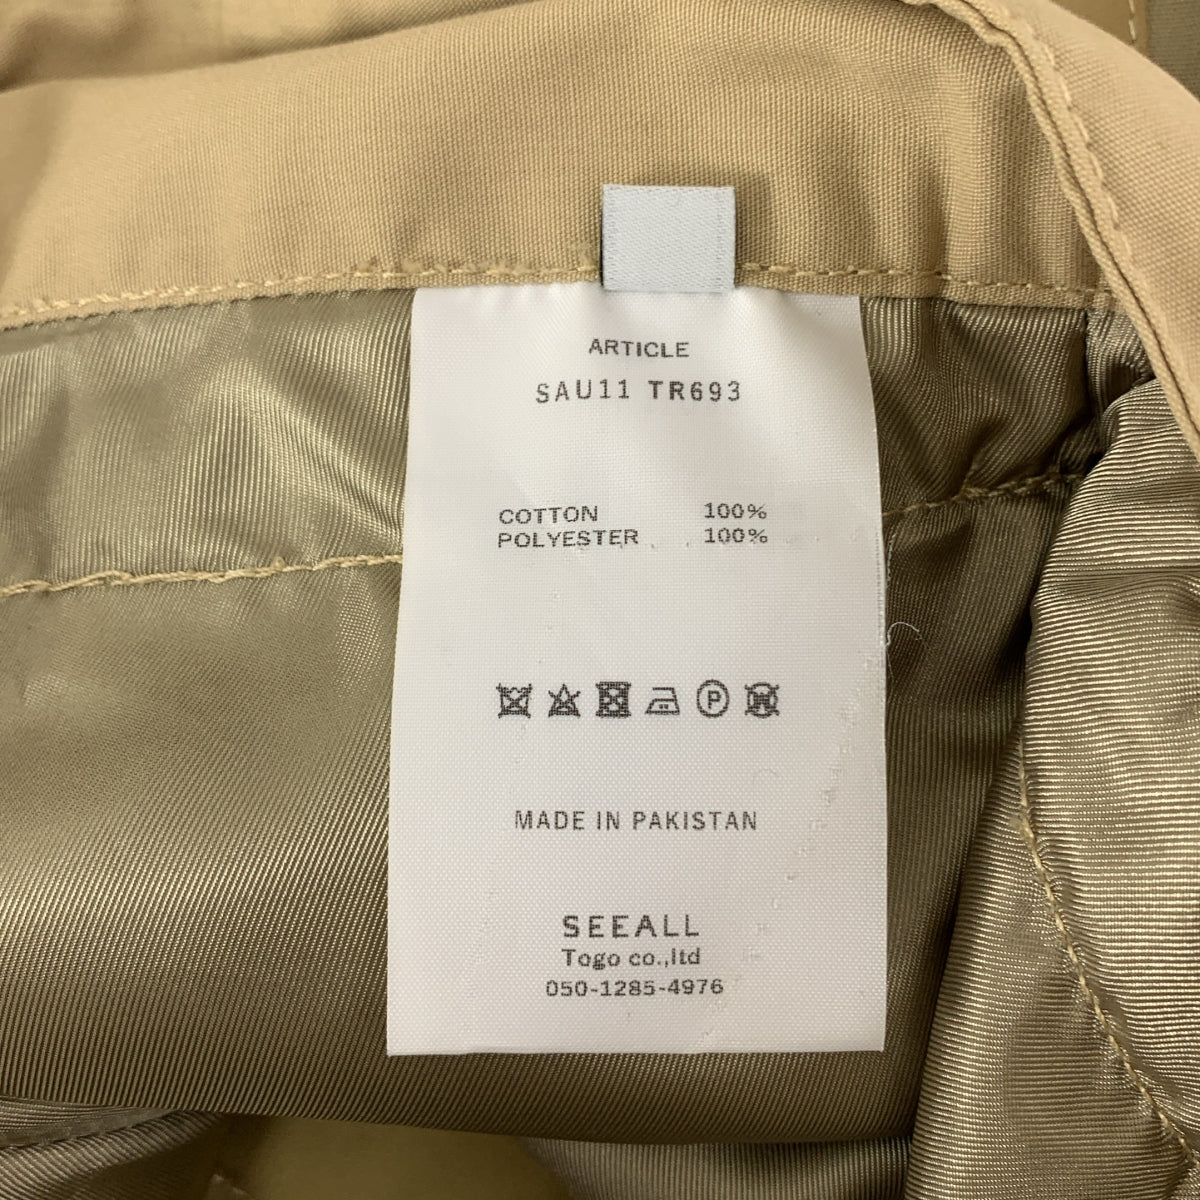 ARTICLE
SAU11 TR693
COTTON 100%
POLYESTER 100%
P
W
MADE IN PAKISTAN
SEEALL
Togo co.,ltd
050-1285-4976